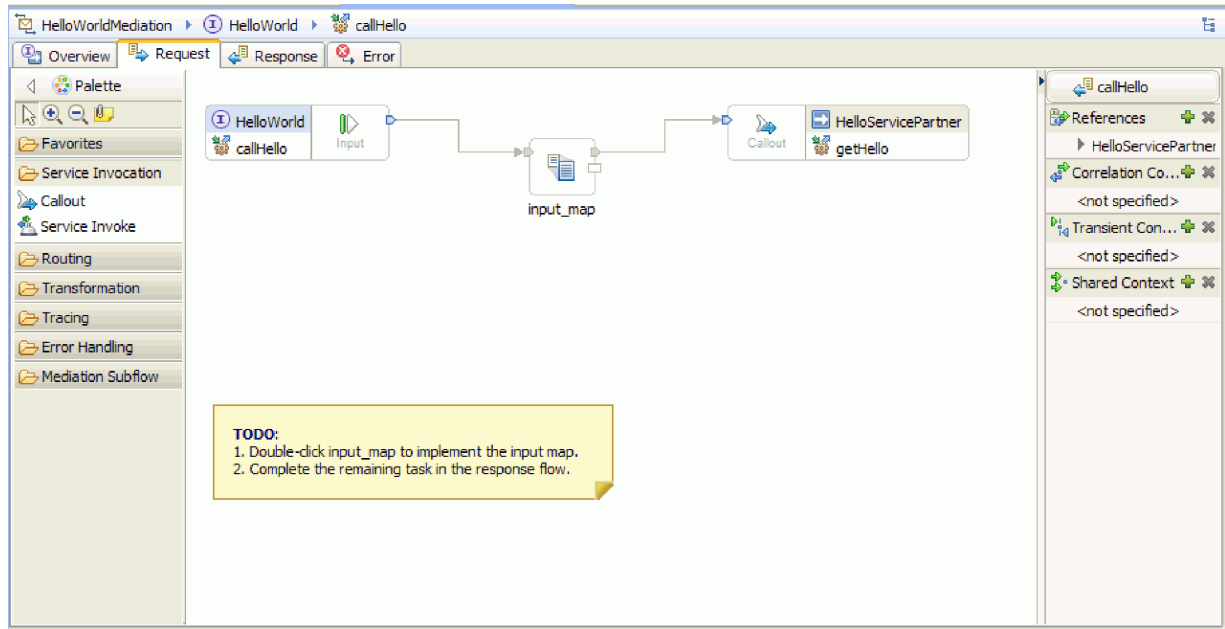 HelloWorldMediation HelloWorld callHello
Overview Request Response Error
Palette
Favorites
Service Invocation
Callout
Service Invoke
Routing
Transformation
Tracing
Error Handling
Mediation Subflow
HelloWorld
callHello
Input
input_map
Callout
HelloServicePartner
getHello
TODO:
1. Double-click input_map to implement the input map.
2. Complete the remaining task in the response flow.
callHello
References
HelloServicePartner
Correlation Co...
<not specified>
Transient Con...
<not specified>
Shared Context
<not specified>